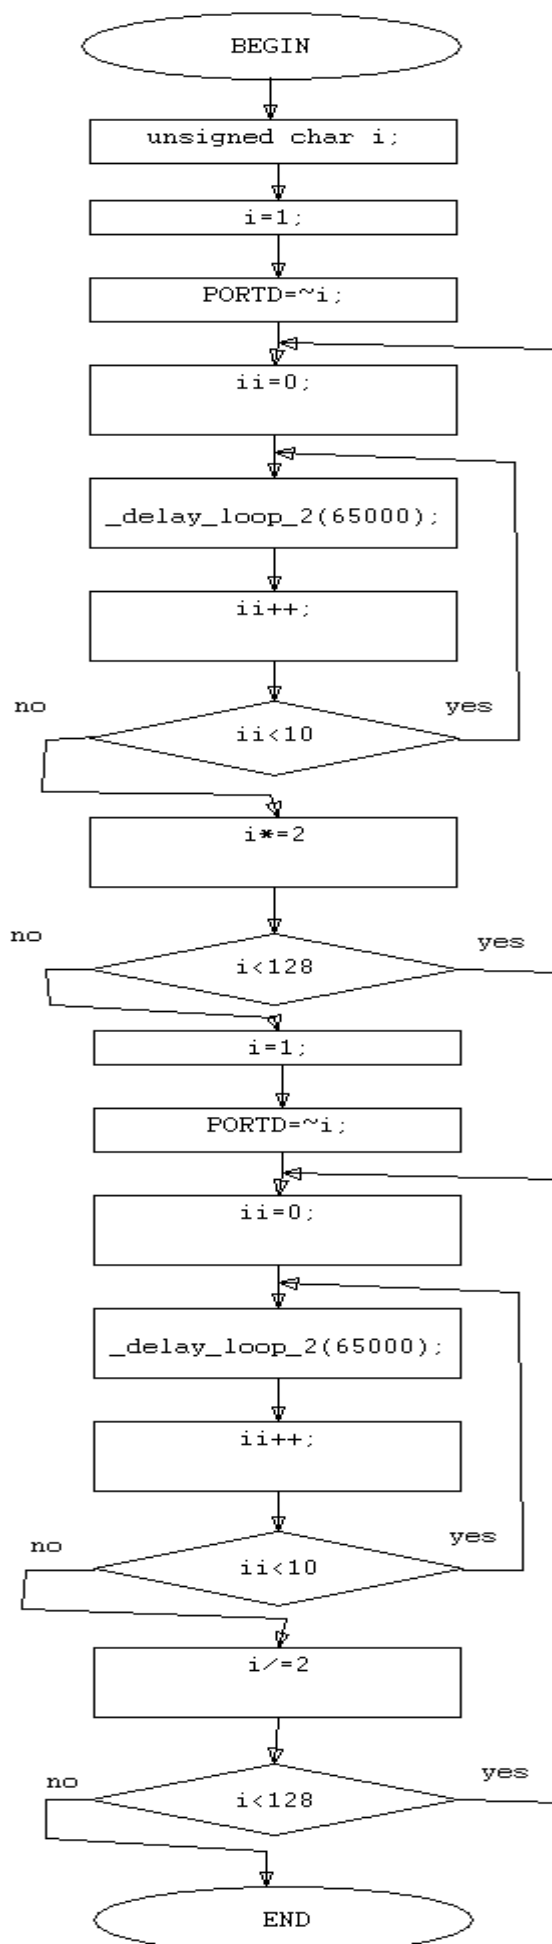 BEGIN
unsigned char i;
i=1;
PORTD=~i;
ii=0;
_delay_loop_2(65000);
ii++;
no
yes
ii<10
i*=2
no
yes
i<128
i=1;
PORTD=~i;
ii=0;
_delay_loop_2(65000);
ii++;
no
yes
ii<10
i/=2
no
yes
i<128
END